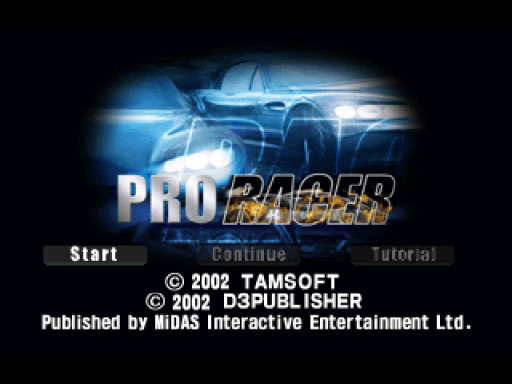 PRO RACER
Start Continue Tutorial
© 2002 TAMSOFT
© 2002 D3PUBLISHER
Published by MiDAS Interactive Entertainment Ltd.